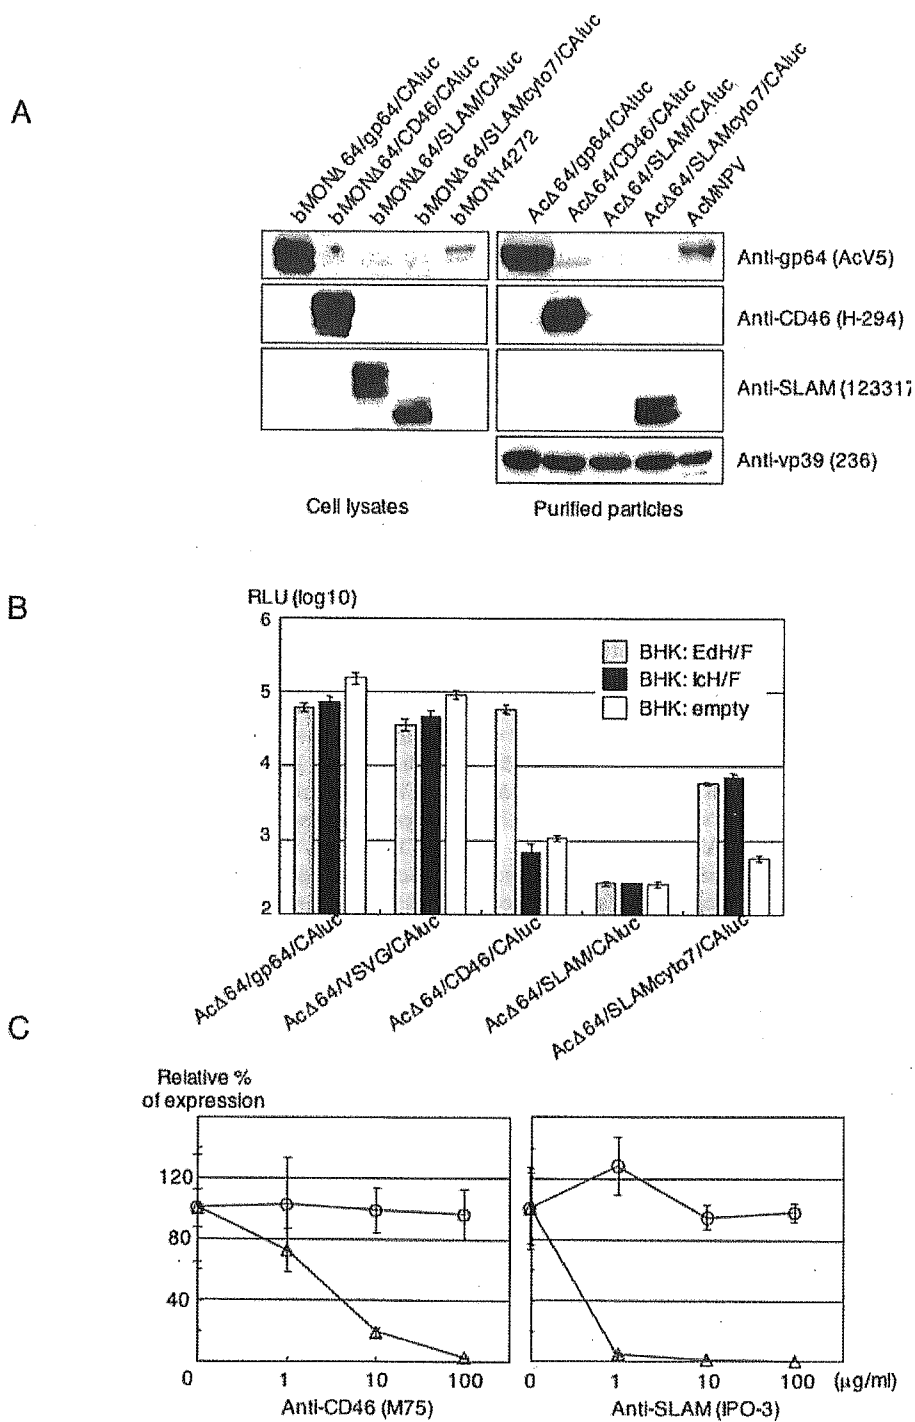 A
bMONΔ64/gp64/CAluc
bMONΔ64/CD46/CAluc
bMONΔ64/SLAM/CAluc
bMONΔ64/SLAMcyto7/CAluc
bMON14272
AcΔ64/gp64/CAluc
AcΔ64/CD46/CAluc
AcΔ64/SLAM/CAluc
AcΔ64/SLAMcyto7/CAluc
AcMNPV
Anti-gp64 (AcV5)
Anti-CD46 (H-294)
Anti-SLAM (123317
Anti-vp39 (236)
Cell lysates
Purified particles
B
RLU (log10)
6
5
4
3
2
BHK: EdH/F
BHK: IcH/F
BHK: empty
AcΔ64/gp64/CAluc
AcΔ64/VSVG/CAluc
AcΔ64/CD46/CAluc
AcΔ64/SLAM/CAluc
AcΔ64/SLAMcyto7/CAluc
C
Relative %
of expression
120
80
40
0 1 10 100
0 1 10 100 (μg/ml)
Anti-CD46 (M75)
Anti-SLAM (IPO-3)